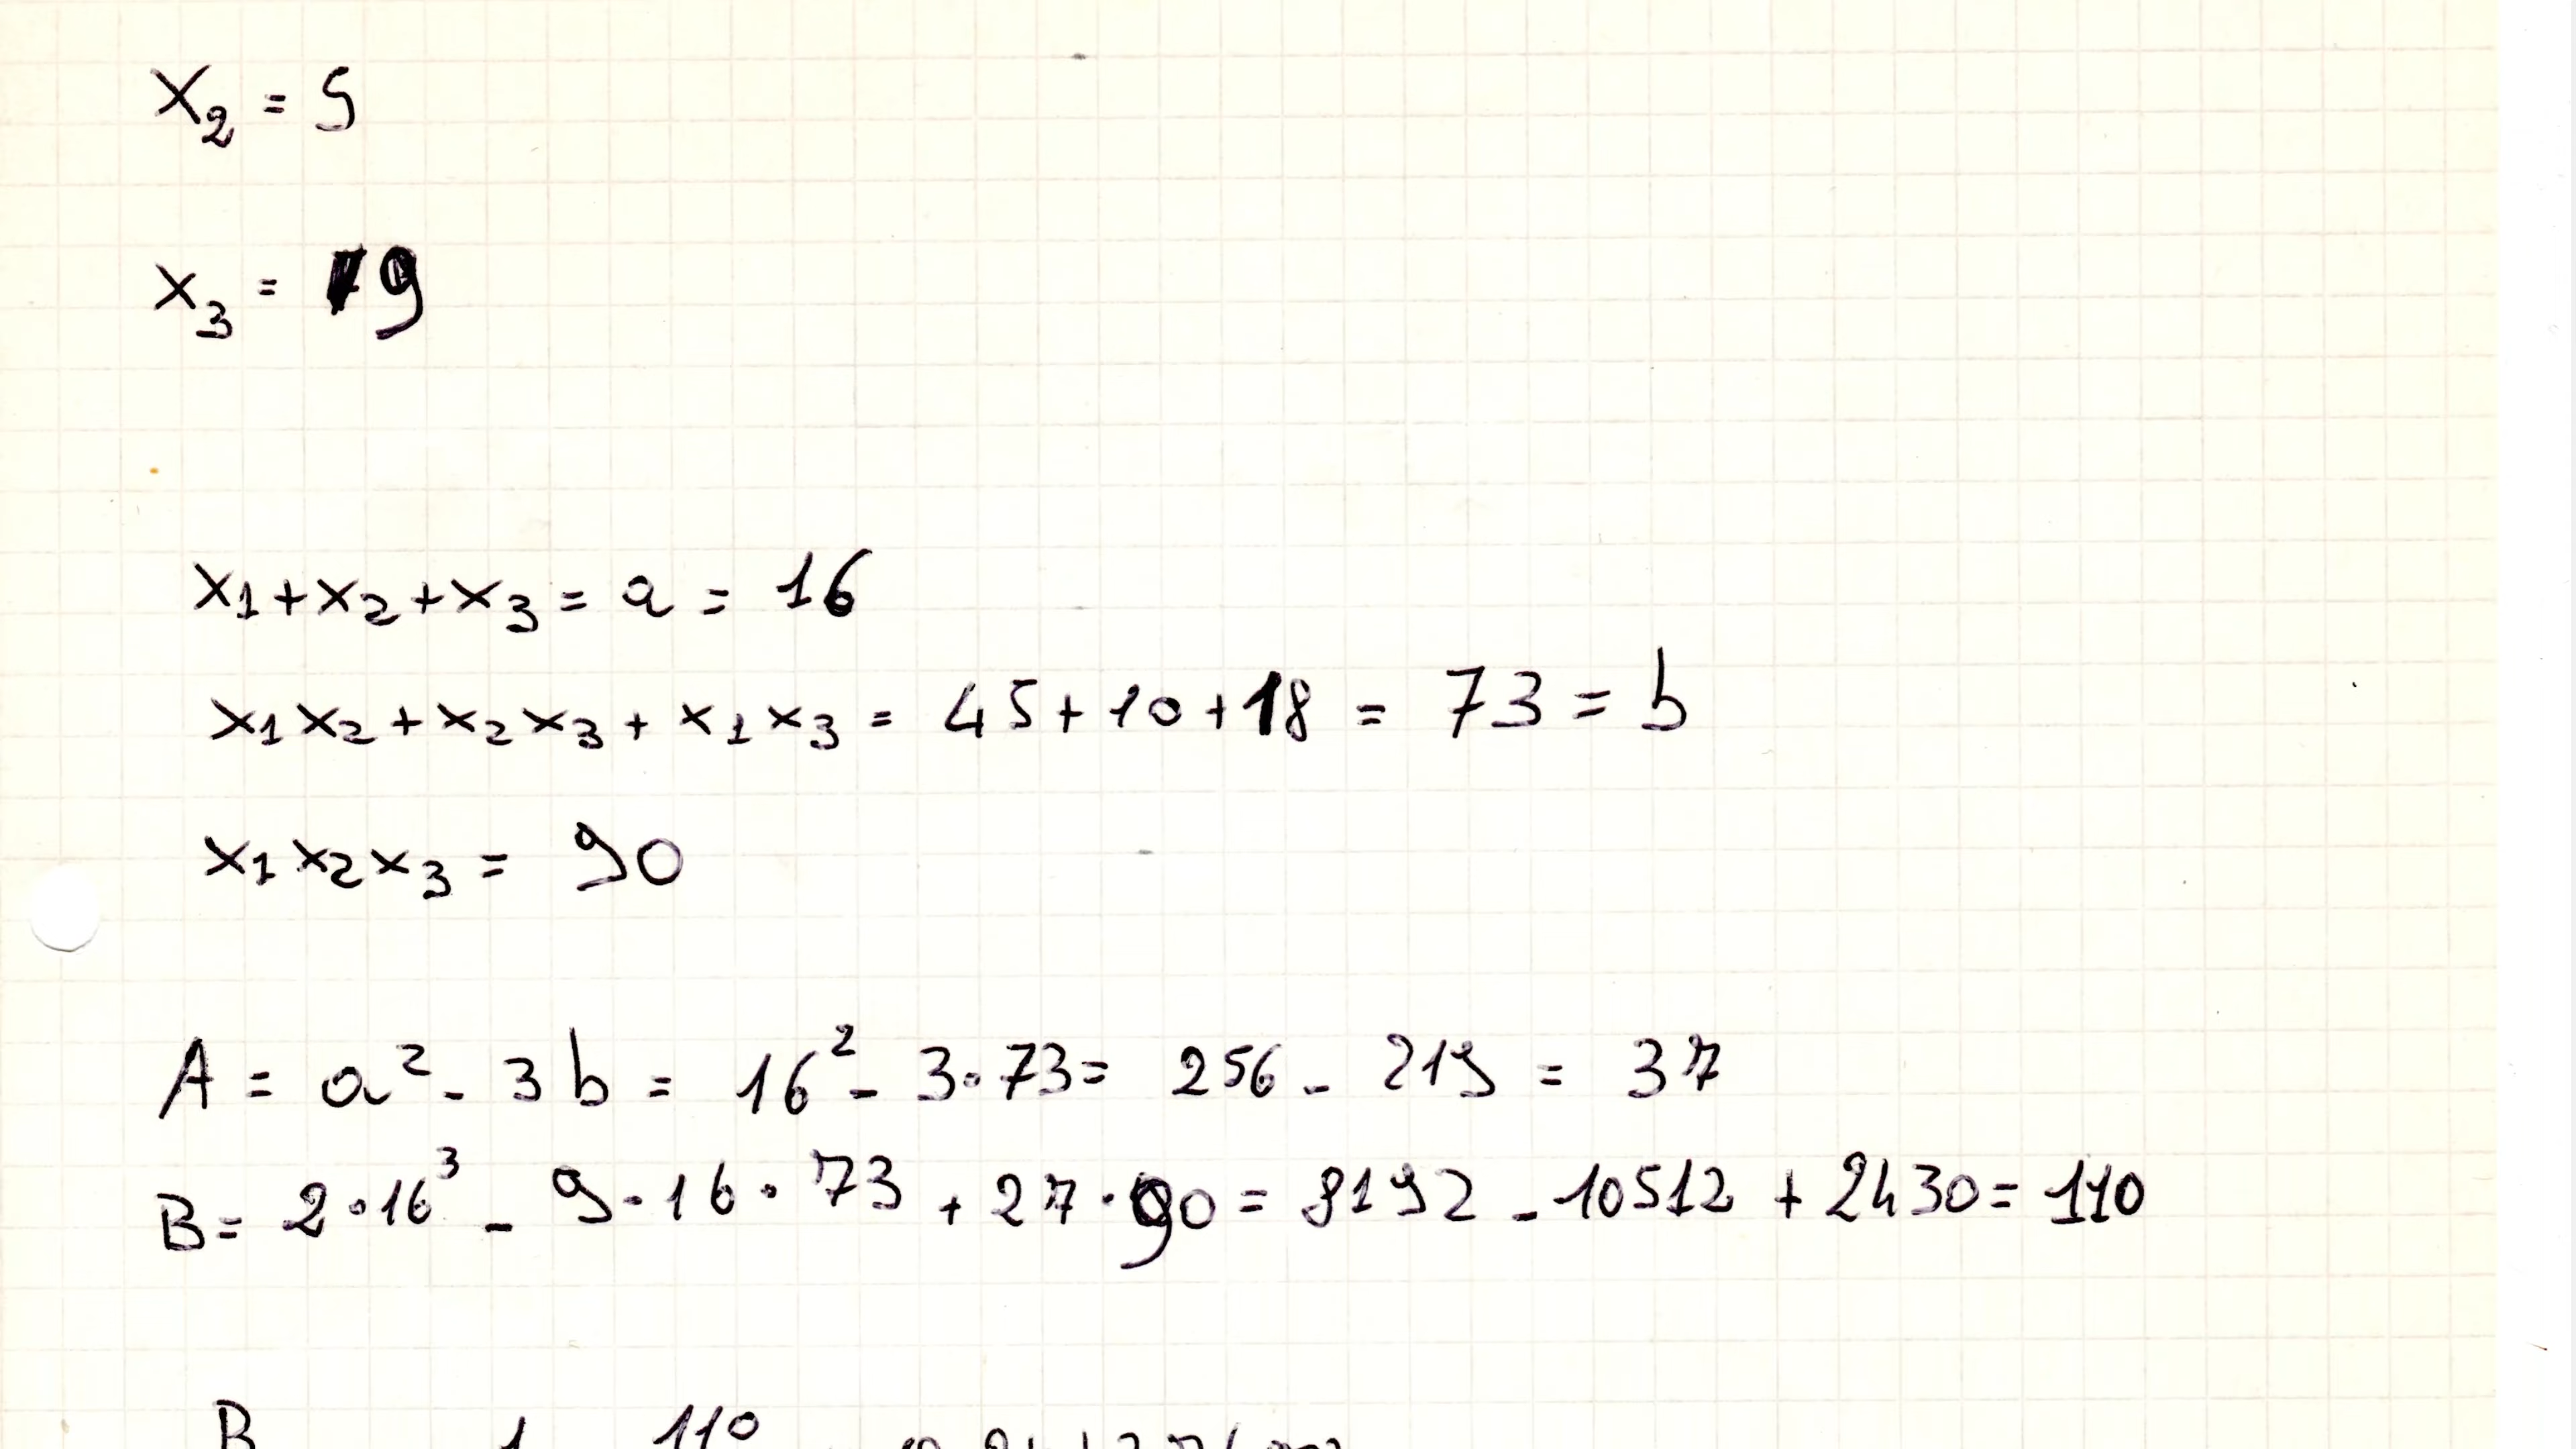 x₂ = 5
x₃ = 9
x₁+x₂+x₃ = a = 16
x₁x₂ + x₂x₃ + x₁x₃ = 45+10+18 = 73 = b
x₁x₂x₃ = 90
A = a² - 3b = 16² - 3·73 = 256 - 219 = 37
B = 2·16³ - 9·16·73 + 27·90 = 8192 - 10512 + 2430 = 110
B 110